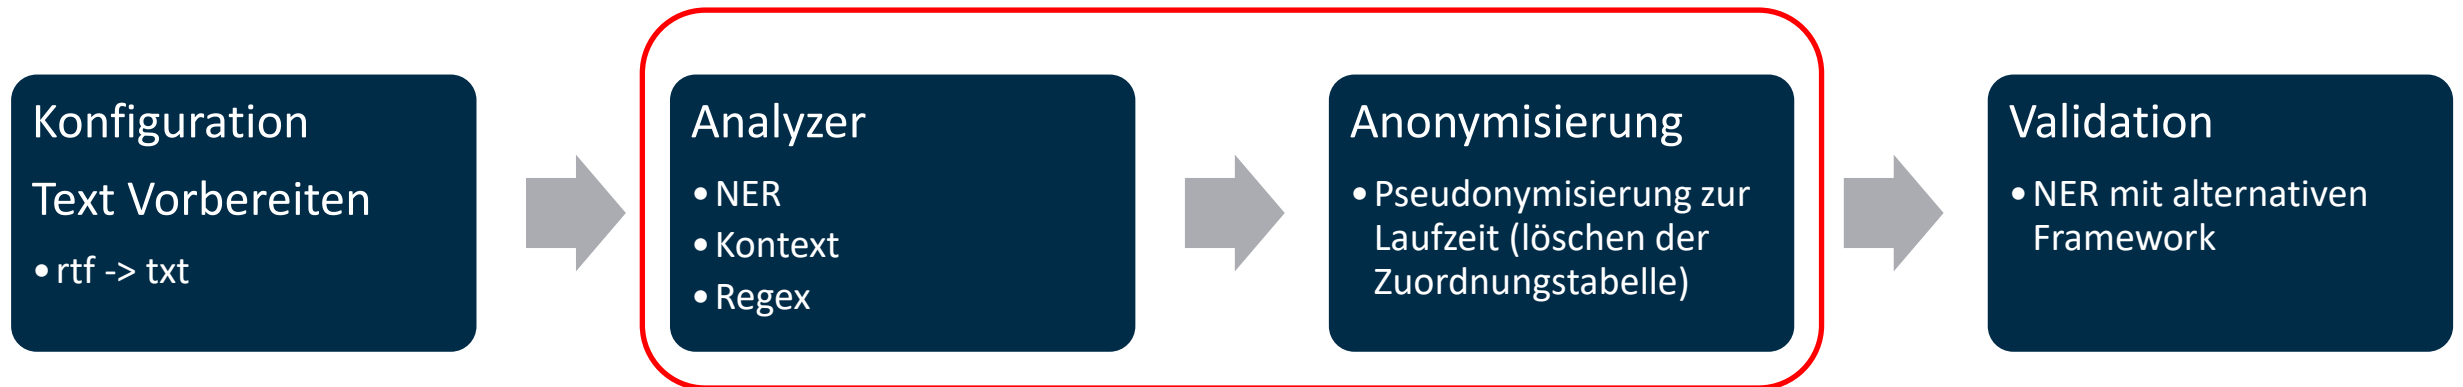 Konfiguration
Text Vorbereiten
• rtf -> txt
Analyzer
• NER
• Kontext
• Regex
Anonymisierung
• Pseudonymisierung zur
Laufzeit (löschen der
Zuordnungstabelle)
Validation
• NER mit alternativen
Framework